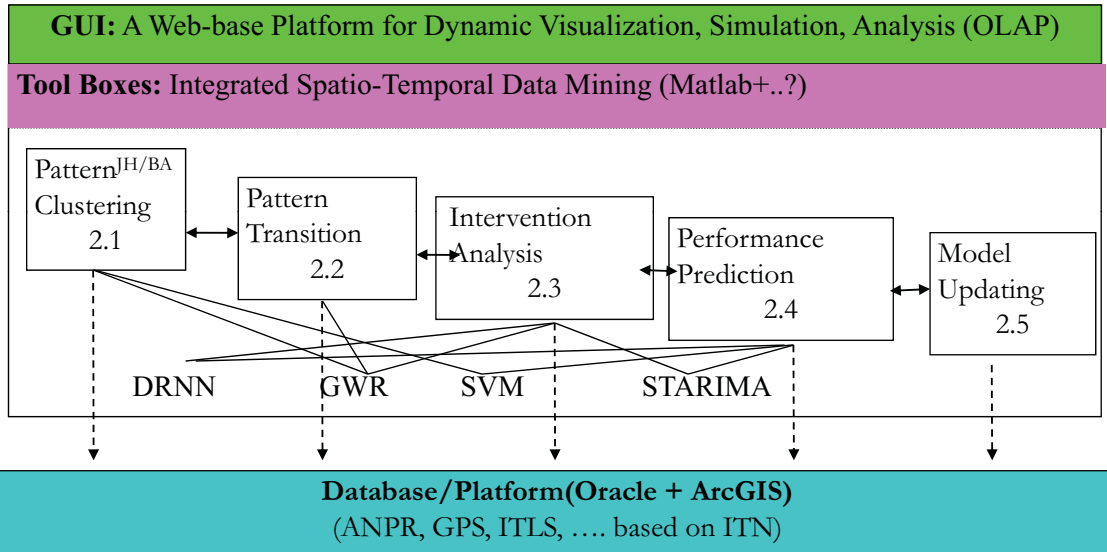 GUI: A Web-base Platform for Dynamic Visualization, Simulation, Analysis (OLAP)
Tool Boxes: Integrated Spatio-Temporal Data Mining (Matlab+..?)
Pattern JH/BA
Clustering
2.1
Pattern
Transition
2.2
Intervention
Analysis
2.3
Performance
Prediction
2.4
Model
Updating
2.5
DRNN
GWR
SVM
STARIMA
Database/Platform(Oracle + ArcGIS)
(ANPR, GPS, ITLS, …. based on ITN)